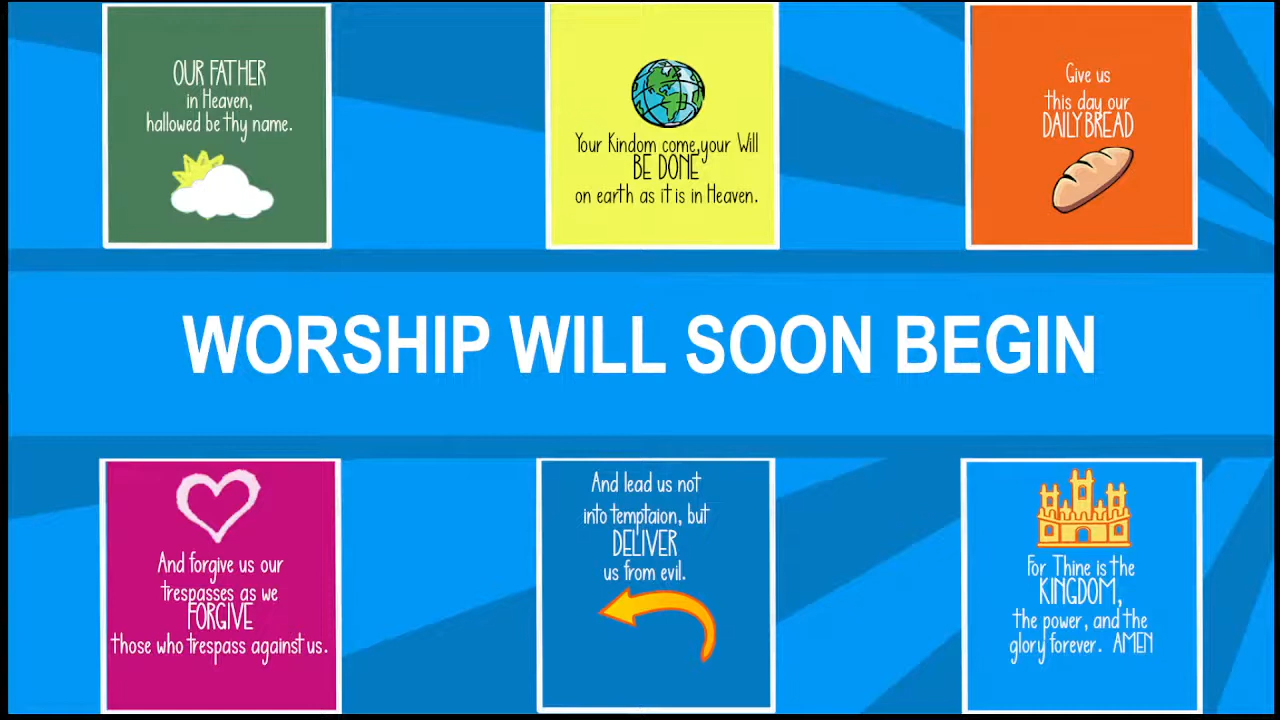 OUR FATHER
in Heaven,
hallowed be thy name.
Your Kindom come,your Will
BE DONE
on earth as it is in Heaven.
Give us
this day our
DAILY BREAD
WORSHIP WILL SOON BEGIN
And forgive us our
trespasses as we
FORGIVE
those who trespass against us.
And lead us not
into temptaion, but
DELIVER
us from evil.
For Thine is the
KINGDOM,
the power, and the
glory forever. AMEN